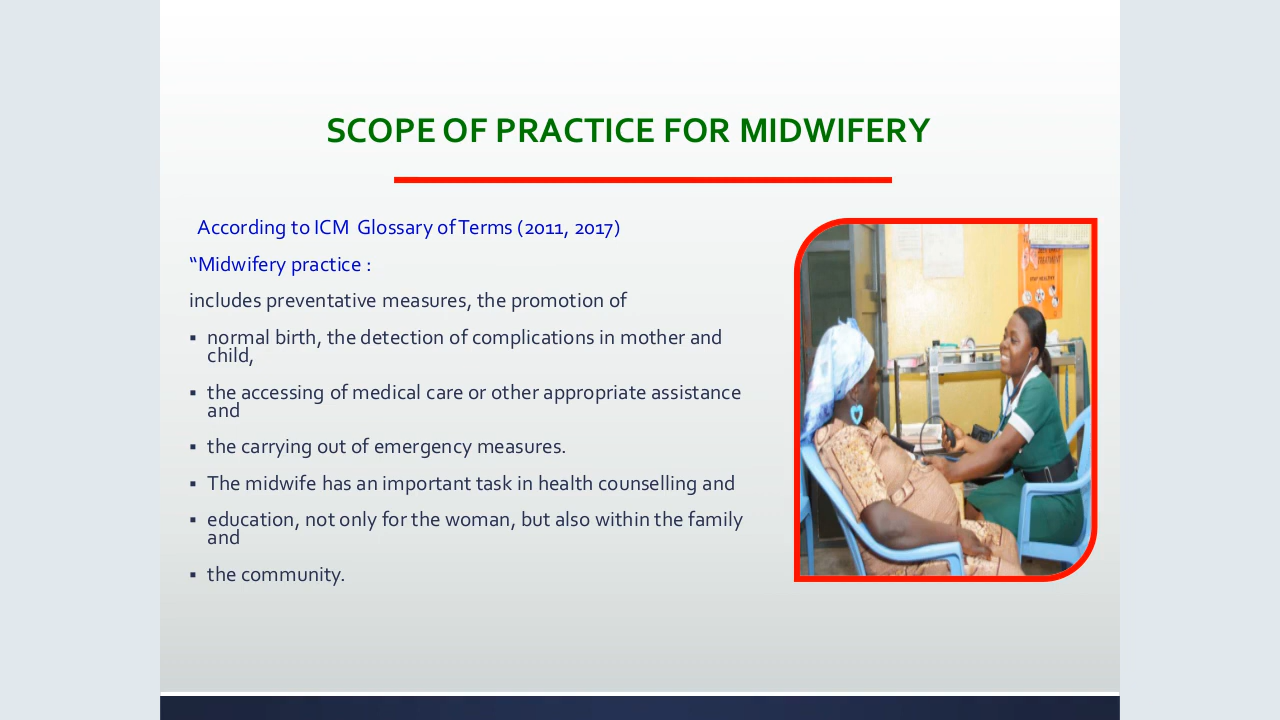 SCOPE OF PRACTICE FOR MIDWIFERY
According to ICM Glossary of Terms (2011, 2017)
“Midwifery practice :
includes preventative measures, the promotion of
▪ normal birth, the detection of complications in mother and
child,
▪ the accessing of medical care or other appropriate assistance
and
▪ the carrying out of emergency measures.
▪ The midwife has an important task in health counselling and
▪ education, not only for the woman, but also within the family
and
▪ the community.
TREATMENT